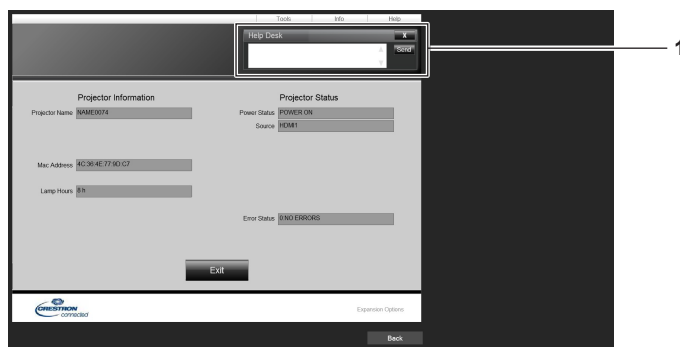 Tools Info Help
Help Desk X
Send
1
Projector Information Projector Status
Projector Name NAME0074 Power Status POWER ON
Source HDMI1
Mac Address 4C:36:4E:77:9D:C7
Lamp Hours 8 h
Error Status 0:NO ERRORS
Exit
CRESTRON
connected
Expansion Options
Back